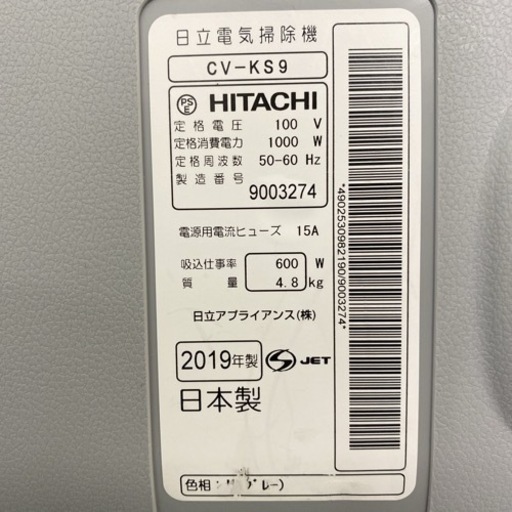 日立電気掃除機
CV-KS9
PSE HITACHI
定格電圧 100 V
定格消費電力 1000 W
定格周波数 50-60 Hz
製造番号 9003274
電源用電流ヒューズ 15A
吸込仕事率 600 W
質量 4.8 kg
日立アプライアンス(株)
2019年製 S JET
日本製
色相:
*4902530982190/9003274*